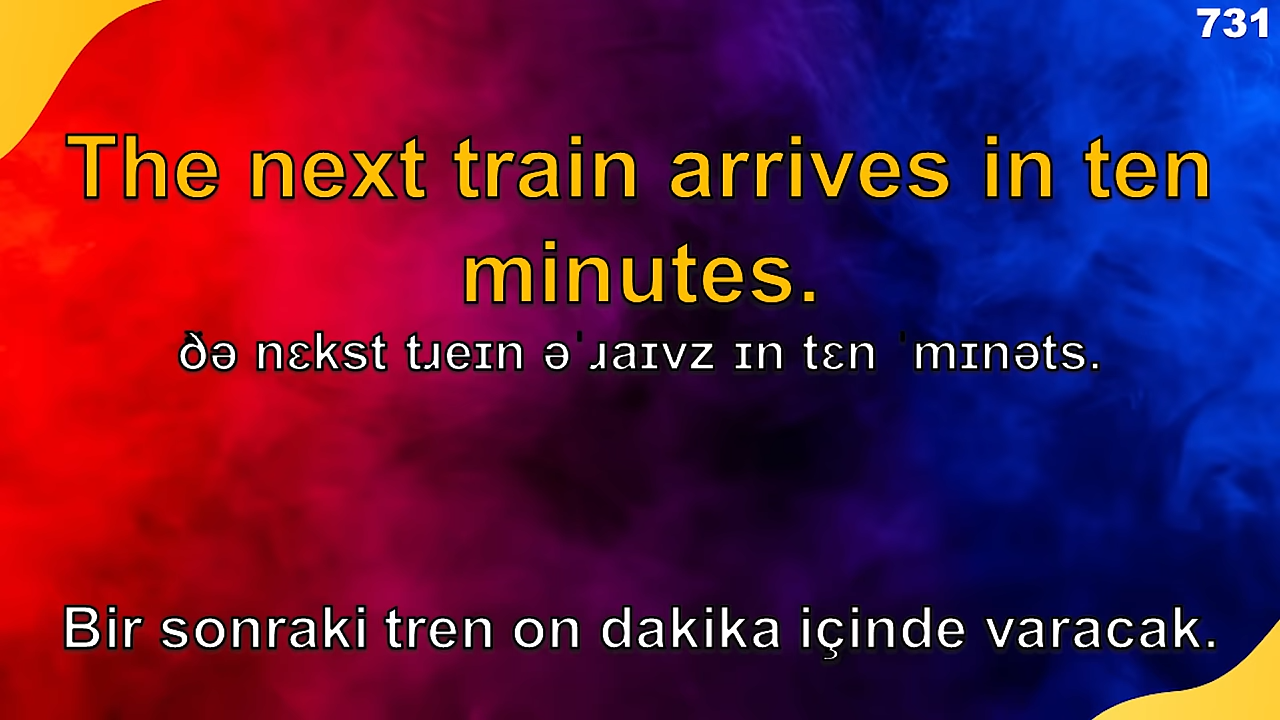 731
The next train arrives in ten
minutes.
ðə nɛkst tɹeɪn əˈɹaɪvz ɪn tɛn ˈmɪnəts.
Bir sonraki tren on dakika içinde varacak.